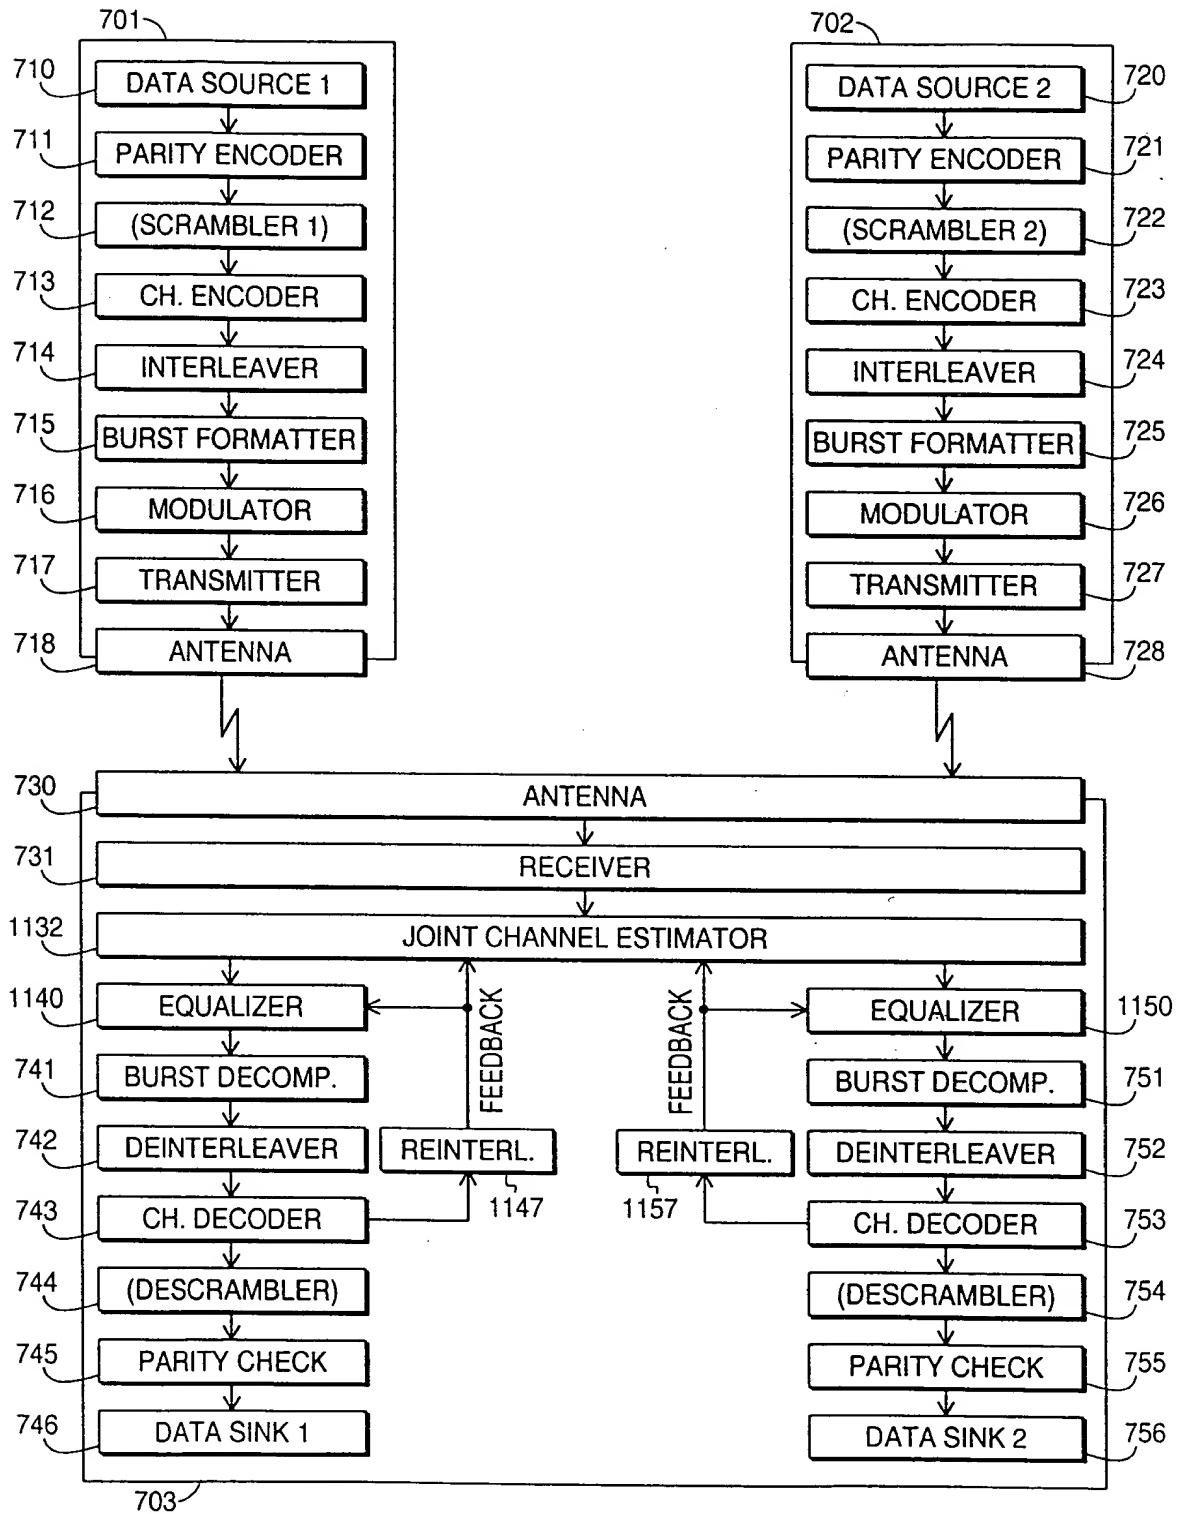 701
710
DATA SOURCE 1
711
PARITY ENCODER
712
(SCRAMBLER 1)
713
CH. ENCODER
714
INTERLEAVER
715
BURST FORMATTER
716
MODULATOR
717
TRANSMITTER
718
ANTENNA
702
DATA SOURCE 2
720
PARITY ENCODER
721
(SCRAMBLER 2)
722
CH. ENCODER
723
INTERLEAVER
724
BURST FORMATTER
725
MODULATOR
726
TRANSMITTER
727
ANTENNA
728
730
ANTENNA
731
RECEIVER
1132
JOINT CHANNEL ESTIMATOR
1140
EQUALIZER
741
BURST DECOMP.
742
DEINTERLEAVER
743
CH. DECODER
744
(DESCRAMBLER)
745
PARITY CHECK
746
DATA SINK 1
FEEDBACK
REINTERL.
1147
FEEDBACK
REINTERL.
1157
EQUALIZER
1150
BURST DECOMP.
751
DEINTERLEAVER
752
CH. DECODER
753
(DESCRAMBLER)
754
PARITY CHECK
755
DATA SINK 2
756
703